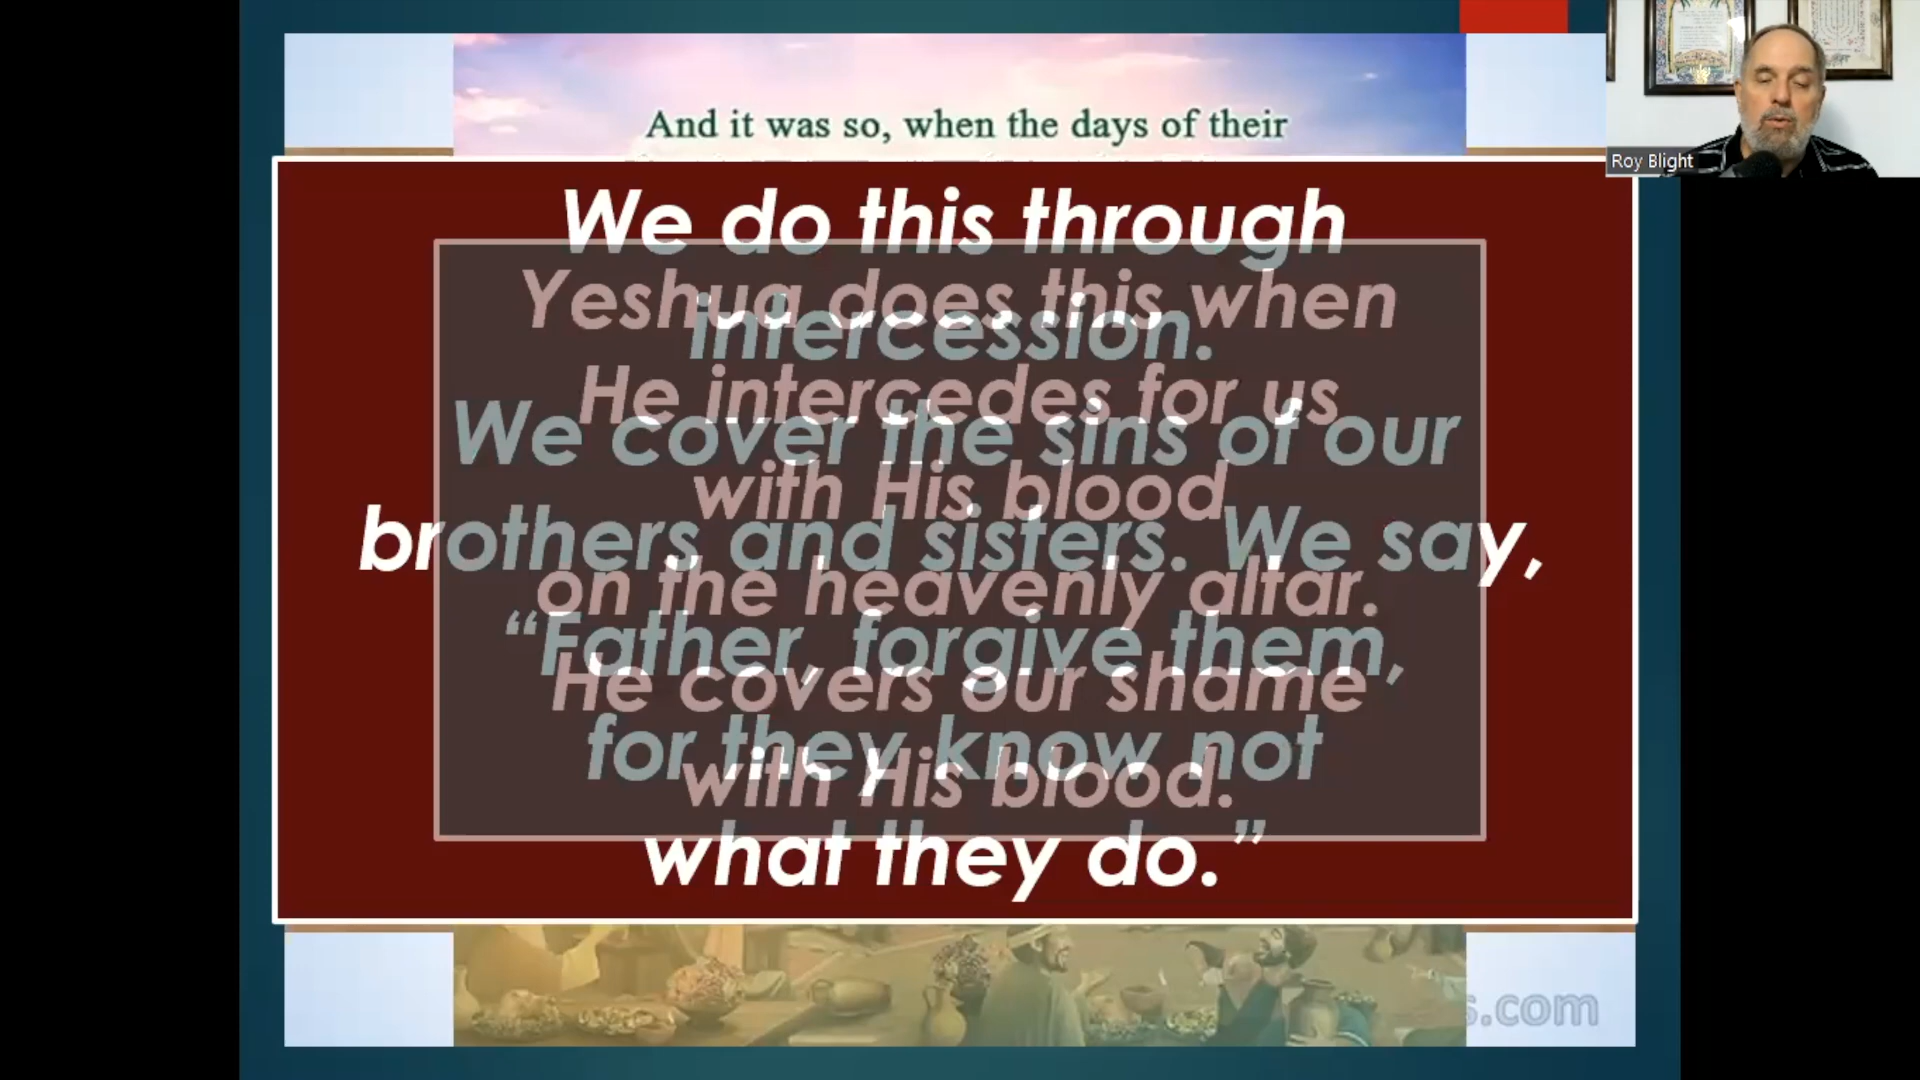 And it was so, when the days of their
We do this through
intercession.
We cover the sins of our
brothers and sisters. We say,
“Father, forgive them,
for they know not
what they do.”
Yeshua does this when
He intercedes for us
with His blood
on the heavenly altar.
He covers our shame
with His blood.
Roy Blight
s.com